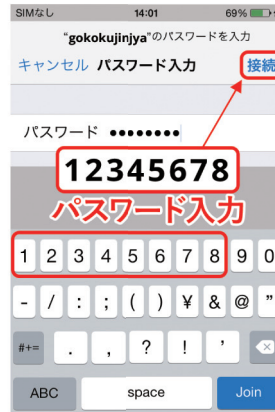 SIMなし 14:01 69%
“gokokujinjya”のパスワードを入力
キャンセル パスワード入力 接続
パスワード ●●●●●●●●
12345678
パスワード入力
1 2 3 4 5 6 7 8 9 0
- / : ; ( ) ¥ & @ ”
#+= . , ? ! ’
ABC space Join